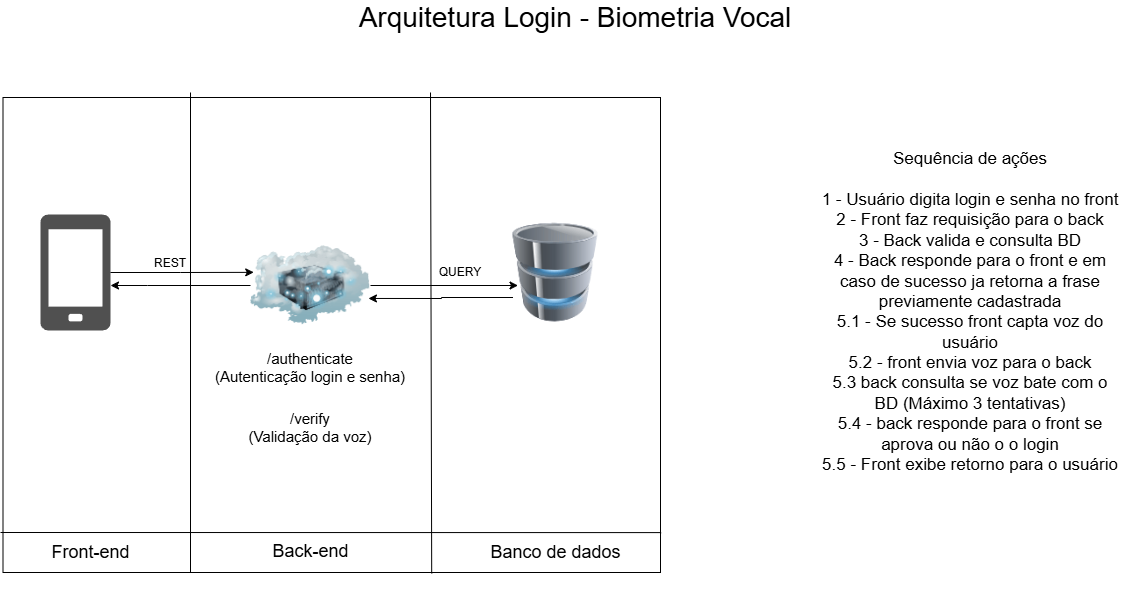 Arquitetura Login - Biometria Vocal
REST
QUERY
/authenticate
(Autenticação login e senha)
/verify
(Validação da voz)
Front-end
Back-end
Banco de dados
Sequência de ações
1 - Usuário digita login e senha no front
2 - Front faz requisição para o back
3 - Back valida e consulta BD
4 - Back responde para o front e em
caso de sucesso ja retorna a frase
previamente cadastrada
5.1 - Se sucesso front capta voz do
usuário
5.2 - front envia voz para o back
5.3 back consulta se voz bate com o
BD (Máximo 3 tentativas)
5.4 - back responde para o front se
aprova ou não o o login
5.5 - Front exibe retorno para o usuário